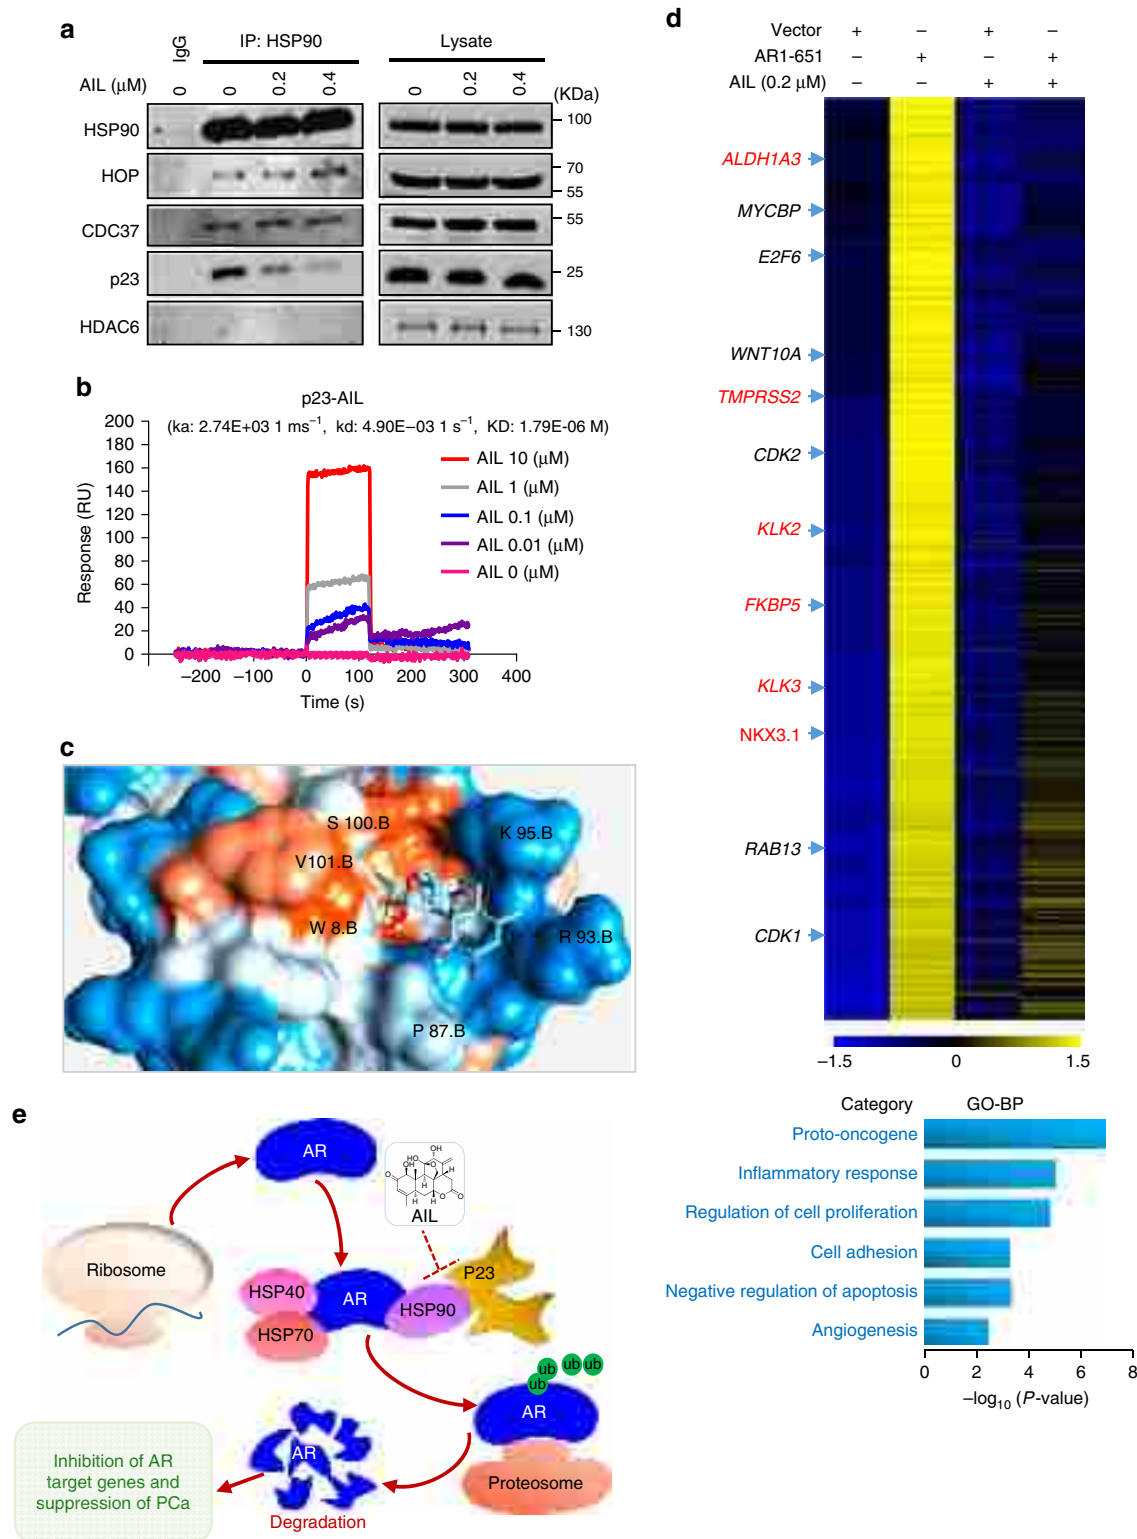 a
IgG
IP: HSP90
Lysate
AIL (μM)
0
0
0.2
0.4
0
0.2
0.4
(KDa)
HSP90
100
HOP
70
55
CDC37
55
p23
25
HDAC6
130
b
p23-AIL
(ka: 2.74E+03 1 ms⁻¹, kd: 4.90E−03 1 s⁻¹, KD: 1.79E-06 M)
Response (RU)
200
180
160
140
120
100
80
60
40
20
0
−200
−100
0
100
200
300
400
Time (s)
AIL 10 (μM)
AIL 1 (μM)
AIL 0.1 (μM)
AIL 0.01 (μM)
AIL 0 (μM)
c
S 100.B
K 95.B
V101.B
W 8.B
R 93.B
P 87.B
d
Vector + − + −
AR1-651 − + − +
AIL (0.2 μM) − − + +
ALDH1A3
MYCBP
E2F6
WNT10A
TMPRSS2
CDK2
KLK2
FKBP5
KLK3
NKX3.1
RAB13
CDK1
−1.5 0 1.5
Category GO-BP
Proto-oncogene
Inflammatory response
Regulation of cell proliferation
Cell adhesion
Negative regulation of apoptosis
Angiogenesis
0 2 4 6 8
−log₁₀ (P-value)
e
AR
OH
OH
HO
O
O
O
O
H
H
H
H
AIL
Ribosome
HSP40
AR
HSP90
P23
HSP70
ub
ub
ub
ub
AR
Proteosome
AR
Degradation
Inhibition of AR
target genes and
suppression of PCa